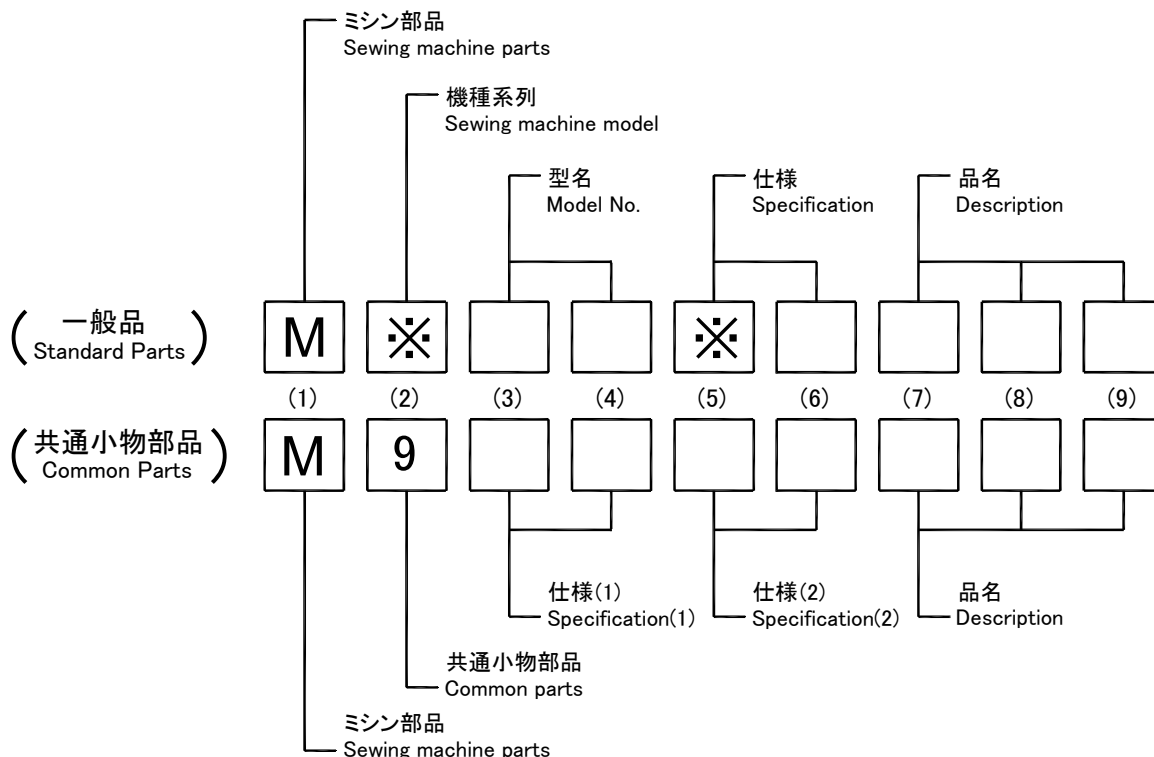 ミシン部品
Sewing machine parts
機種系列
Sewing machine model
型名
Model No.
仕様
Specification
品名
Description
(一般品
Standard Parts)
M ※ ※
(1) (2) (3) (4) (5) (6) (7) (8) (9)
(共通小物部品
Common Parts)
M 9
仕様(1)
Specification(1)
仕様(2)
Specification(2)
品名
Description
共通小物部品
Common parts
ミシン部品
Sewing machine parts